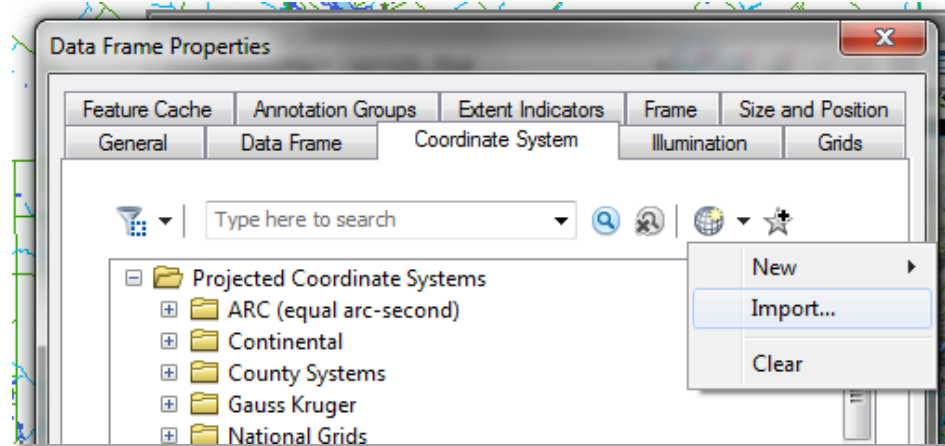 Data Frame Properties
Feature Cache Annotation Groups Extent Indicators Frame Size and Position
General Data Frame Coordinate System Illumination Grids
Type here to search
New
Import...
Clear
Projected Coordinate Systems
ARC (equal arc-second)
Continental
County Systems
Gauss Kruger
National Grids